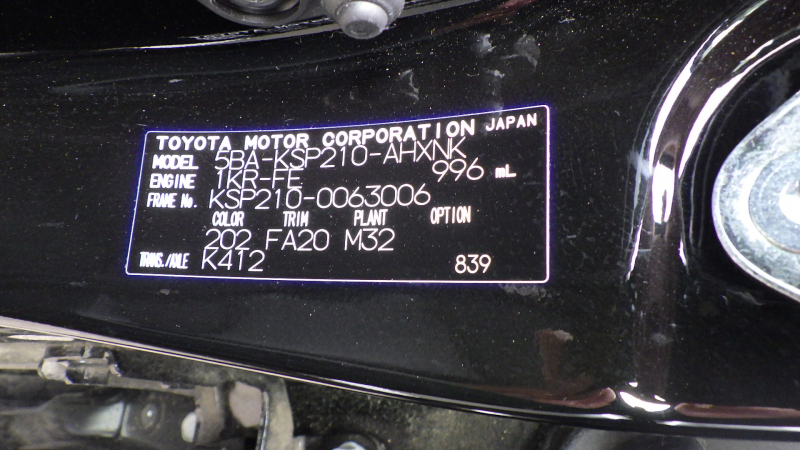 TOYOTA MOTOR CORPORATION JAPAN
MODEL 5BA-KSP210-AHXNK
ENGINE 1KR-FE 996 mL
FRAME No. KSP210-0063006
COLOR TRIM PLANT OPTION
202 FA20 M32
TRANS./AXLE K412 839